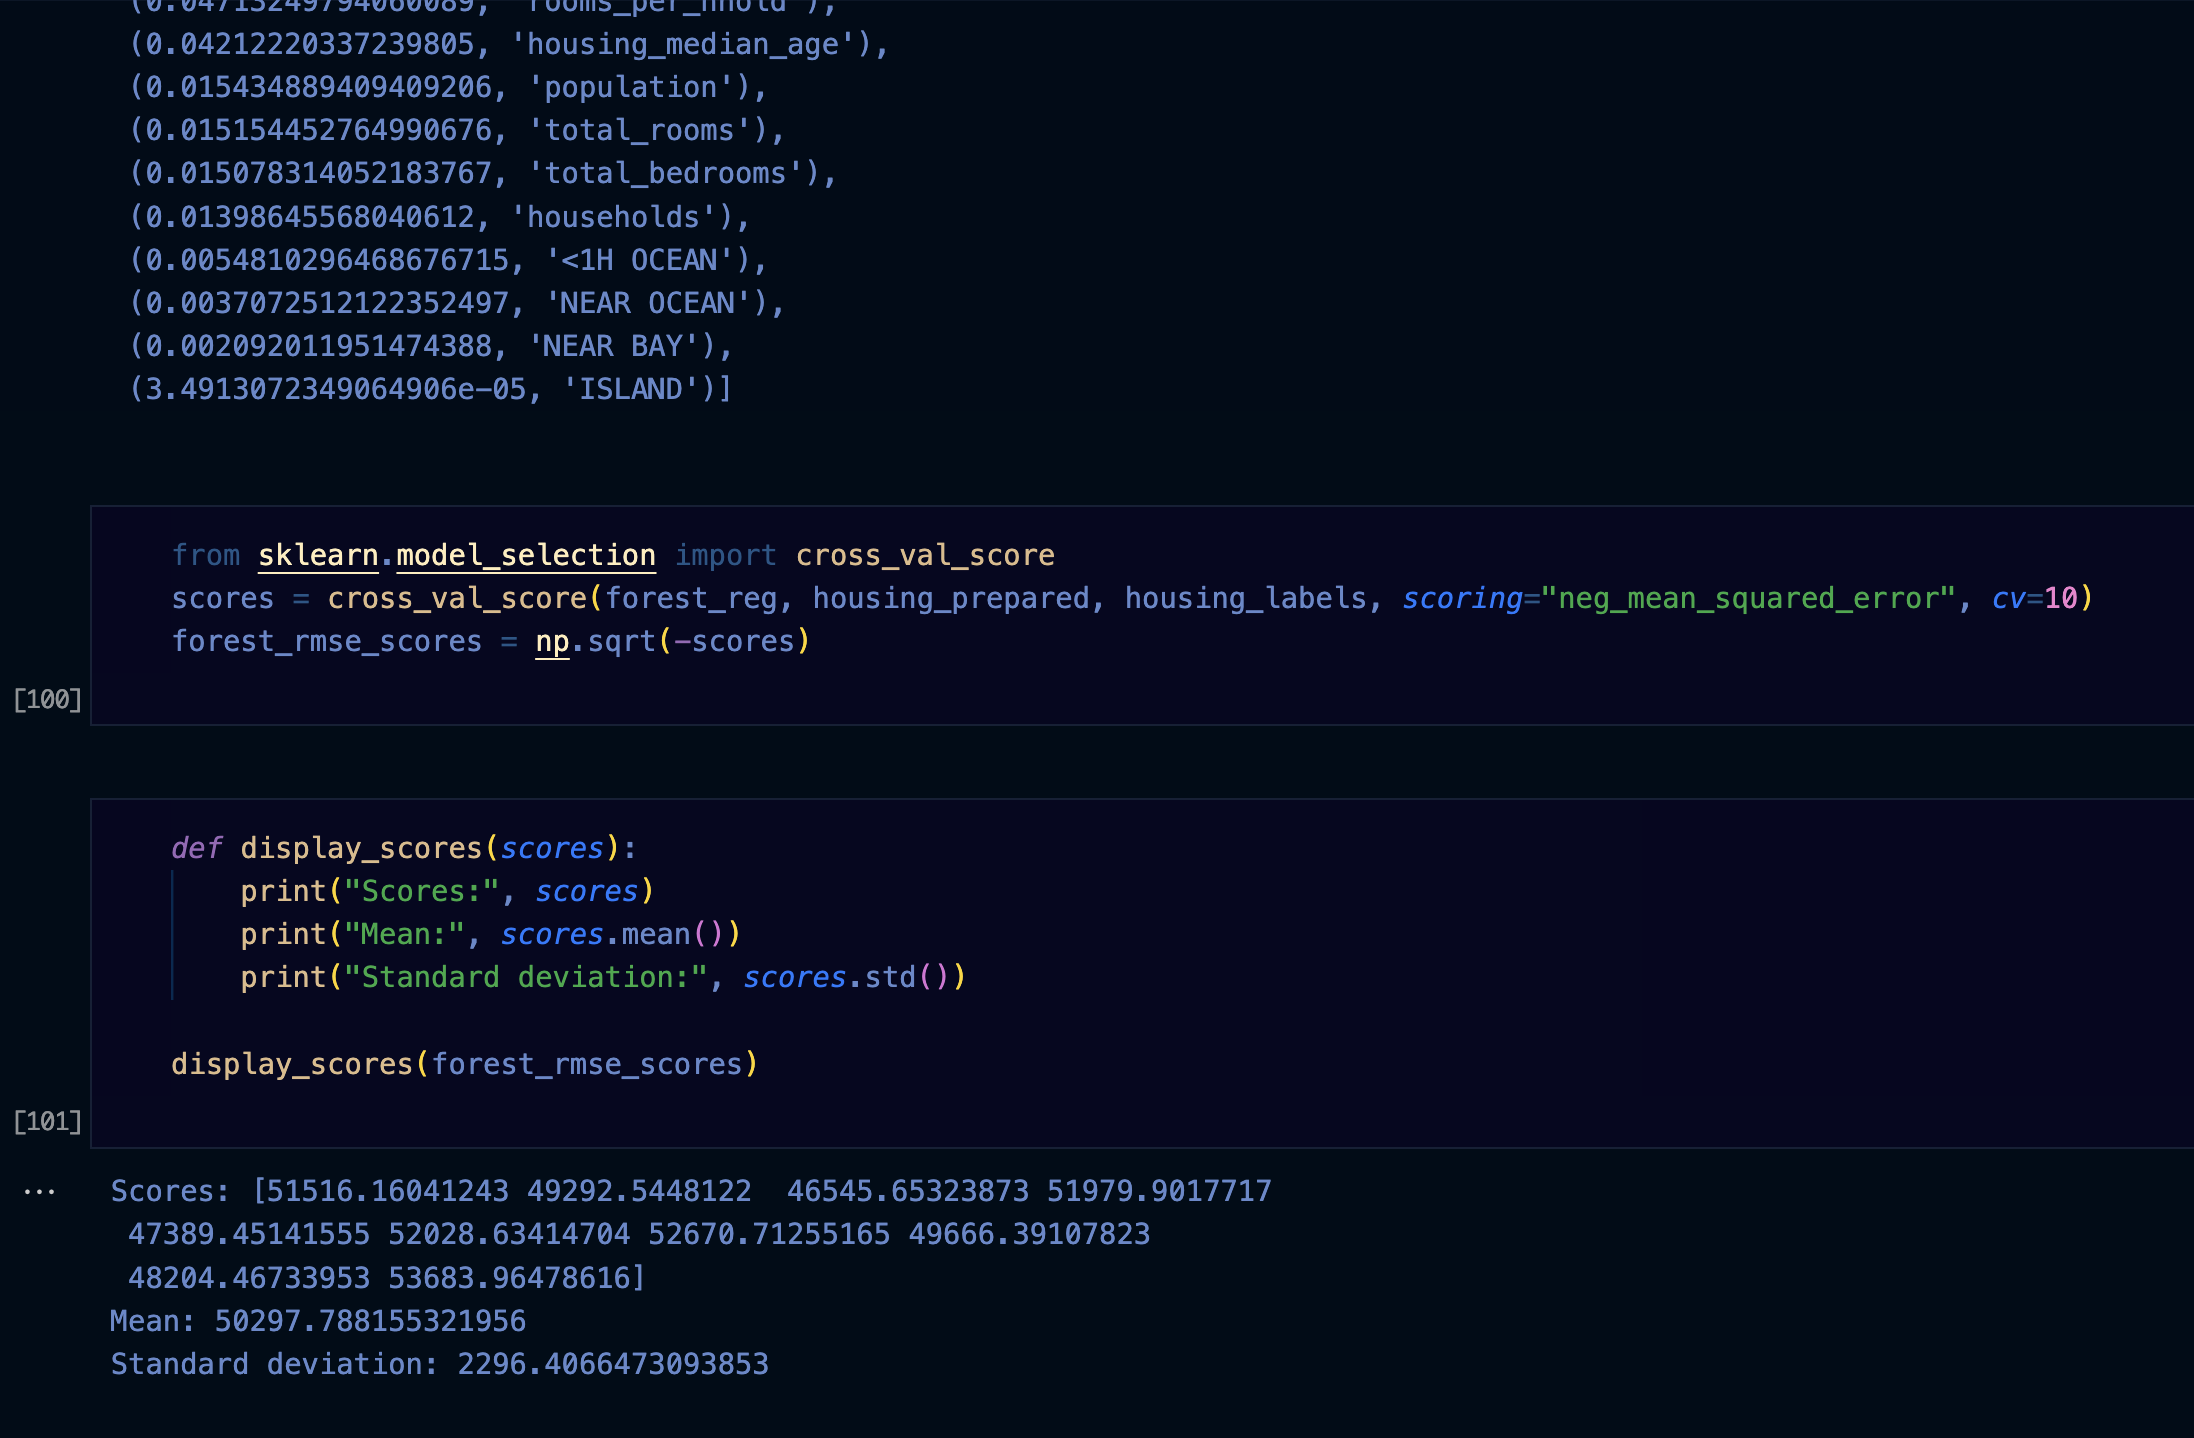 (0.04713249794060089, 'rooms_per_hhold'),
(0.04212220337239805, 'housing_median_age'),
(0.015434889409409206, 'population'),
(0.015154452764990676, 'total_rooms'),
(0.015078314052183767, 'total_bedrooms'),
(0.01398645568040612, 'households'),
(0.0054810296468676715, '<1H OCEAN'),
(0.0037072512122352497, 'NEAR OCEAN'),
(0.002092011951474388, 'NEAR BAY'),
(3.4913072349064906e-05, 'ISLAND')]
from sklearn.model_selection import cross_val_score
scores = cross_val_score(forest_reg, housing_prepared, housing_labels, scoring="neg_mean_squared_error", cv=10)
forest_rmse_scores = np.sqrt(-scores)
[100]
def display_scores(scores):
    print("Scores:", scores)
    print("Mean:", scores.mean())
    print("Standard deviation:", scores.std())
display_scores(forest_rmse_scores)
[101]
... Scores: [51516.16041243 49292.5448122  46545.65323873 51979.9017717
 47389.45141555 52028.63414704 52670.71255165 49666.39107823
 48204.46733953 53683.96478616]
Mean: 50297.788155321956
Standard deviation: 2296.4066473093853